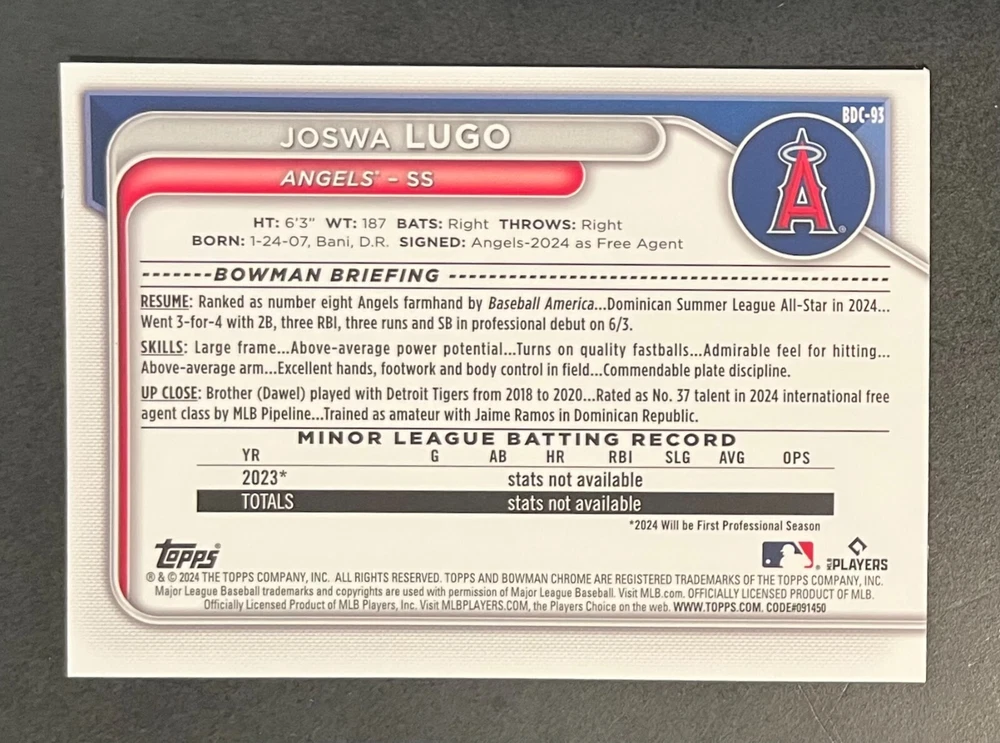 BDC-93
JOSWA LUGO
A
ANGELS® – SS
HT: 6'3" WT: 187 BATS: Right THROWS: Right
BORN: 1-24-07, Bani, D.R. SIGNED: Angels-2024 as Free Agent
-------BOWMAN BRIEFING --------------------------------------------
RESUME: Ranked as number eight Angels farmhand by Baseball America...Dominican Summer League All-Star in 2024...
Went 3-for-4 with 2B, three RBI, three runs and SB in professional debut on 6/3.
SKILLS: Large frame...Above-average power potential...Turns on quality fastballs...Admirable feel for hitting...
Above-average arm...Excellent hands, footwork and body control in field...Commendable plate discipline.
UP CLOSE: Brother (Dawel) played with Detroit Tigers from 2018 to 2020...Rated as No. 37 talent in 2024 international free
agent class by MLB Pipeline...Trained as amateur with Jaime Ramos in Dominican Republic.
MINOR LEAGUE BATTING RECORD
YR G AB HR RBI SLG AVG OPS
2023* stats not available
TOTALS stats not available
*2024 Will be First Professional Season
Topps® MLB PLAYERS
® & © 2024 THE TOPPS COMPANY, INC. ALL RIGHTS RESERVED. TOPPS AND BOWMAN CHROME ARE REGISTERED TRADEMARKS OF THE TOPPS COMPANY, INC.
Major League Baseball trademarks and copyrights are used with permission of Major League Baseball. Visit MLB.com. OFFICIALLY LICENSED PRODUCT OF MLB.
Officially Licensed Product of MLB Players, Inc. Visit MLBPLAYERS.COM, the Players Choice on the web. WWW.TOPPS.COM. CODE#091450